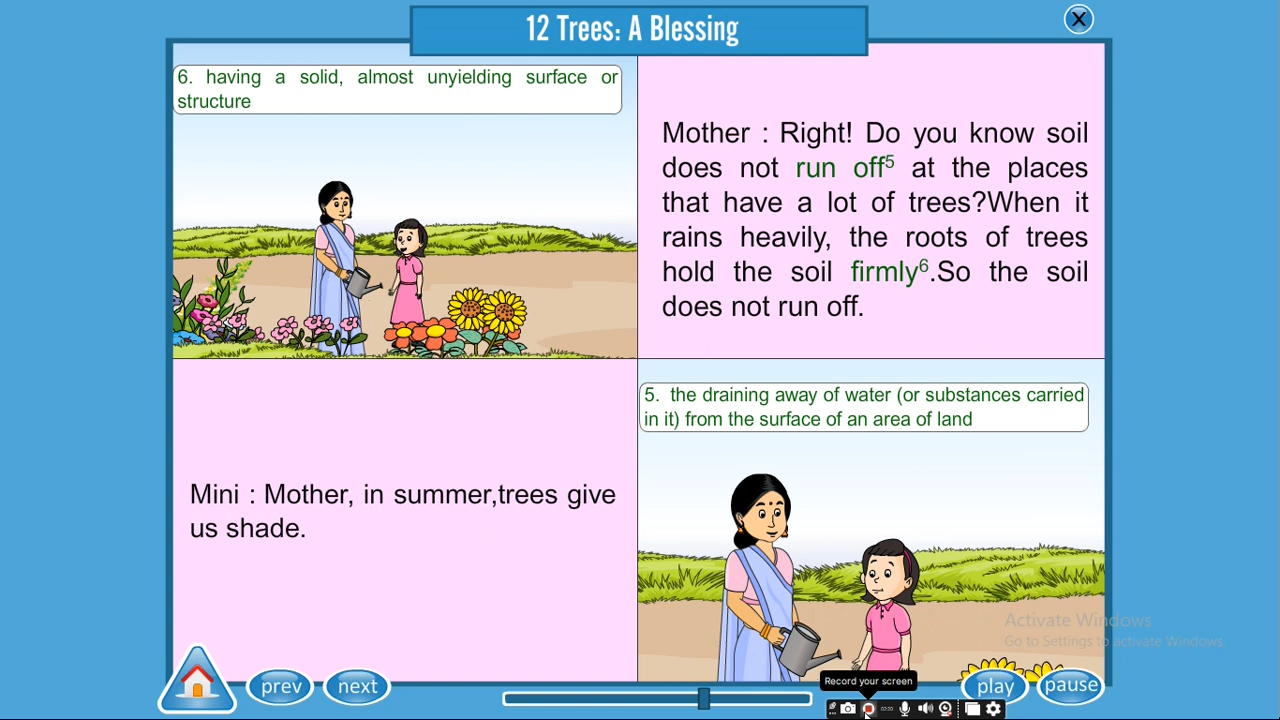 12 Trees: A Blessing
X
6. having a solid, almost unyielding surface or
structure
Mother : Right! Do you know soil
does not run off5 at the places
that have a lot of trees?When it
rains heavily, the roots of trees
hold the soil firmly6.So the soil
does not run off.
Mini : Mother, in summer,trees give
us shade.
5. the draining away of water (or substances carried
in it) from the surface of an area of land
Activate Windows
Go to Settings to activate Windows.
Record your screen
prev
next
play
pause